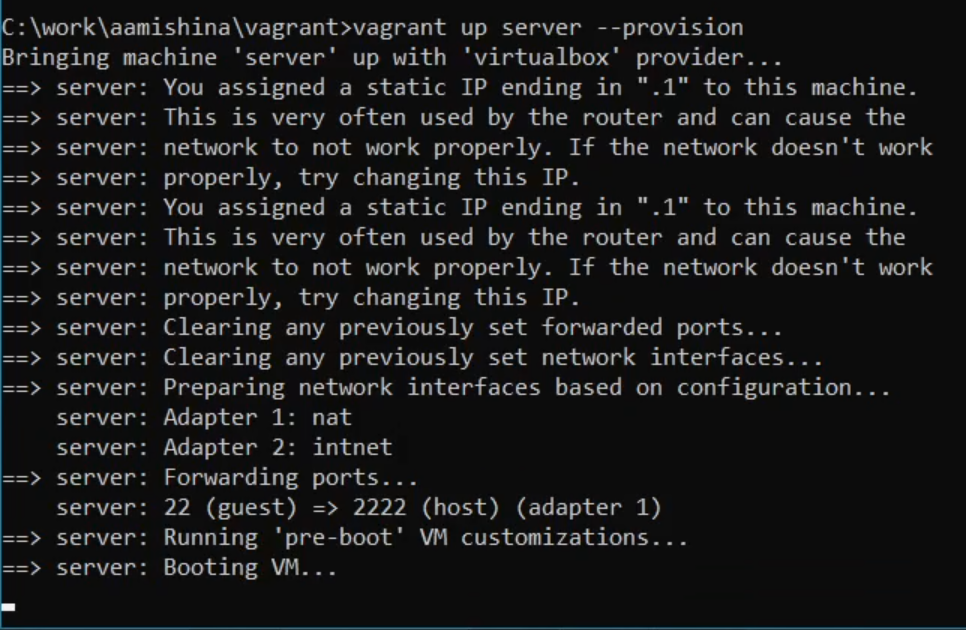 C:\work\aamishina\vagrant>vagrant up server --provision
Bringing machine 'server' up with 'virtualbox' provider...
==> server: You assigned a static IP ending in ".1" to this machine.
==> server: This is very often used by the router and can cause the
==> server: network to not work properly. If the network doesn't work
==> server: properly, try changing this IP.
==> server: You assigned a static IP ending in ".1" to this machine.
==> server: This is very often used by the router and can cause the
==> server: network to not work properly. If the network doesn't work
==> server: properly, try changing this IP.
==> server: Clearing any previously set forwarded ports...
==> server: Clearing any previously set network interfaces...
==> server: Preparing network interfaces based on configuration...
    server: Adapter 1: nat
    server: Adapter 2: intnet
==> server: Forwarding ports...
    server: 22 (guest) => 2222 (host) (adapter 1)
==> server: Running 'pre-boot' VM customizations...
==> server: Booting VM...